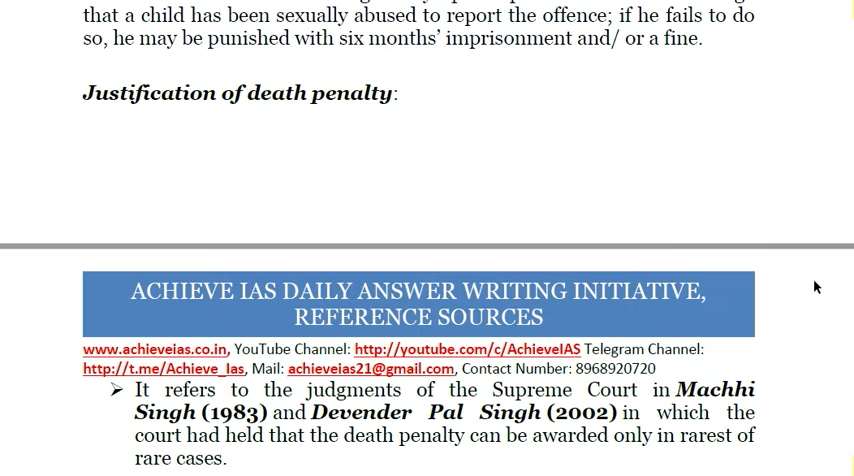 that a child has been sexually abused to report the offence; if he fails to do
so, he may be punished with six months' imprisonment and/ or a fine.
Justification of death penalty:
ACHIEVE IAS DAILY ANSWER WRITING INITIATIVE,
REFERENCE SOURCES
www.achieveias.co.in, YouTube Channel: http://youtube.com/c/AchieveIAS Telegram Channel:
http://t.me/Achieve_Ias, Mail: achieveias21@gmail.com, Contact Number: 8968920720
➢ It refers to the judgments of the Supreme Court in Machhi
Singh (1983) and Devender Pal Singh (2002) in which the
court had held that the death penalty can be awarded only in rarest of
rare cases.